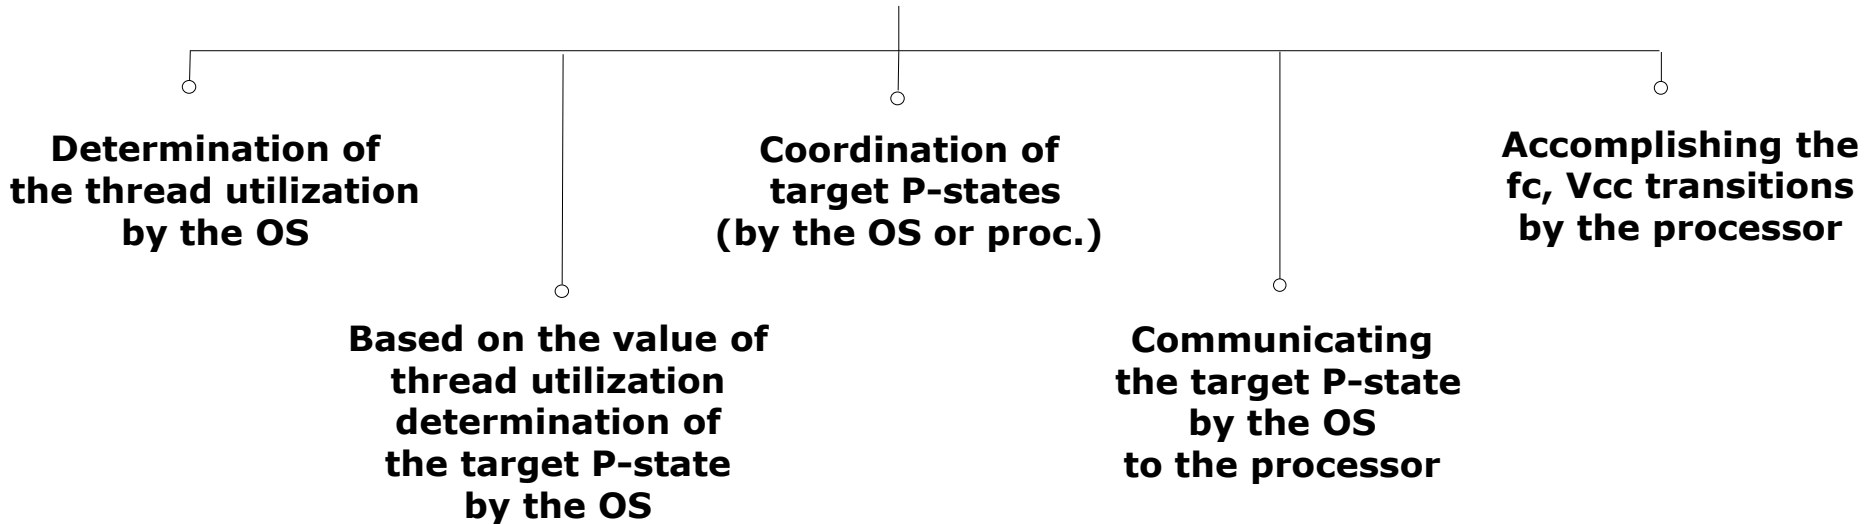 Determination of
the thread utilization
by the OS
Based on the value of
thread utilization
determination of
the target P-state
by the OS
Coordination of
target P-states
(by the OS or proc.)
Communicating
the target P-state
by the OS
to the processor
Accomplishing the
fc, Vcc transitions
by the processor